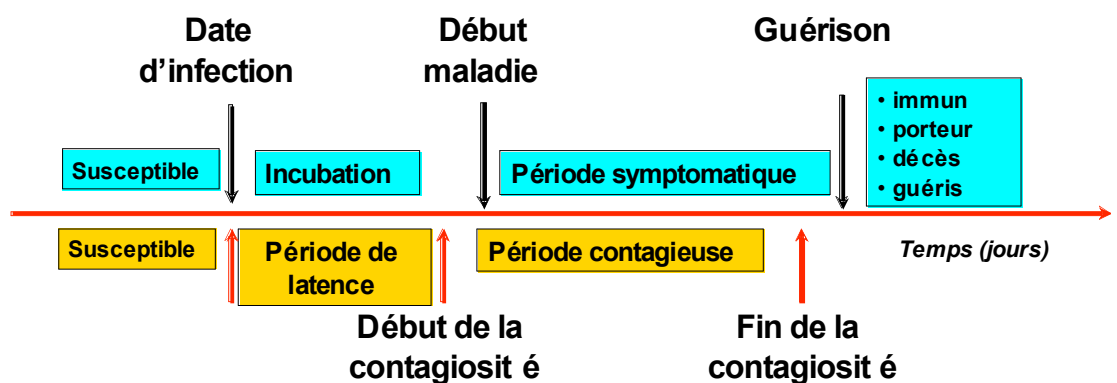 Date
d'infection
Début
maladie
Guérison
• immun
• porteur
• décès
• guéris
Susceptible
Incubation
Période symptomatique
Susceptible
Période de
latence
Période contagieuse
Temps (jours)
Début de la
contagiosit é
Fin de la
contagiosit é